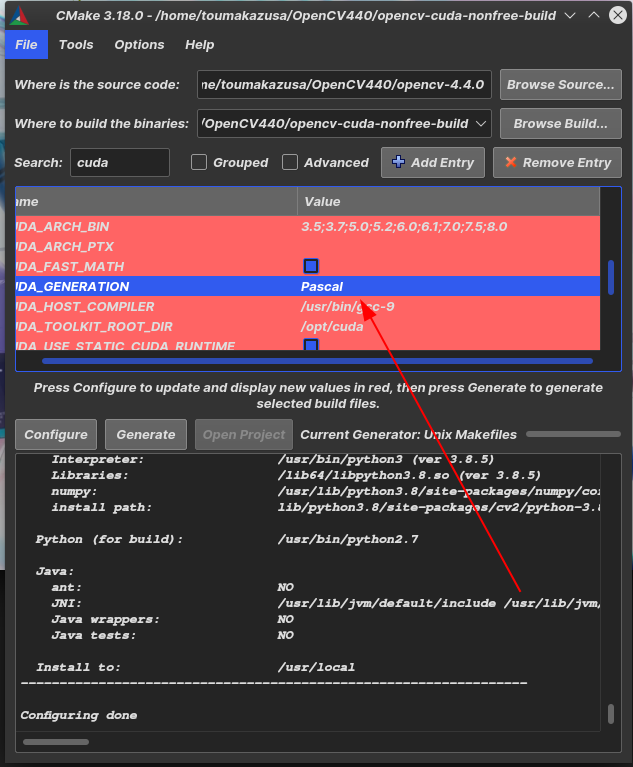 CMake 3.18.0 - /home/toumakazusa/OpenCV440/opencv-cuda-nonfree-build
File Tools Options Help
Where is the source code: ne/toumakazusa/OpenCV440/opencv-4.4.0 Browse Source...
Where to build the binaries: /OpenCV440/opencv-cuda-nonfree-build Browse Build...
Search: cuda Grouped Advanced Add Entry Remove Entry
ame Value
UDA_ARCH_BIN 3.5;3.7;5.0;5.2;6.0;6.1;7.0;7.5;8.0
UDA_ARCH_PTX
UDA_FAST_MATH
UDA_GENERATION Pascal
UDA_HOST_COMPILER /usr/bin/gcc-9
UDA_TOOLKIT_ROOT_DIR /opt/cuda
UDA_USE_STATIC_CUDA_RUNTIME
Press Configure to update and display new values in red, then press Generate to generate
selected build files.
Configure Generate Open Project Current Generator: Unix Makefiles
Interpreter: /usr/bin/python3 (ver 3.8.5)
Libraries: /lib64/libpython3.8.so (ver 3.8.5)
numpy: /usr/lib/python3.8/site-packages/numpy/cor
install path: lib/python3.8/site-packages/cv2/python-3.8
Python (for build): /usr/bin/python2.7
Java:
ant: NO
JNI: /usr/lib/jvm/default/include /usr/lib/jvm/
Java wrappers: NO
Java tests: NO
Install to: /usr/local
-----------------------------------------------------------------
Configuring done